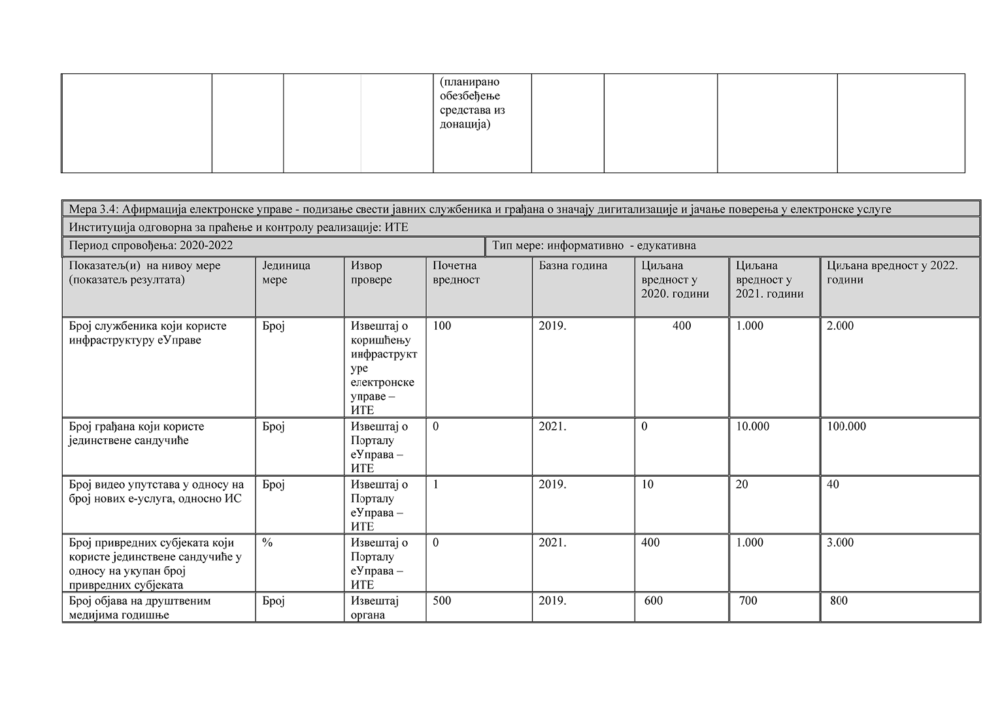 (планирано
обезбеђење
средстава из
донација)
Мера 3.4: Афирмација електронске управе - подизање свести јавних службеника и грађана о значају дигитализације и јачање поверења у електронске услуге
Институција одговорна за праћење и контролу реализације: ИТЕ
Период спровођења: 2020-2022
Тип мере: информативно  - едукативна
Показатељ(и)  на нивоу мере
(показатељ резултата)
Јединица
мере
Извор
провере
Почетна
вредност
Базна година
Циљана
вредност у
2020. години
Циљана
вредност у
2021. години
Циљана вредност у 2022.
години
Број службеника који користе
инфраструктуру еУправе
Број
Извештај о
коришћењу
инфраструкт
уре
електронске
управе –
ИТЕ
100
2019.
400
1.000
2.000
Број грађана који користе
јединствене сандучиће
Број
Извештај о
Порталу
еУправа –
ИТЕ
0
2021.
0
10.000
100.000
Број видео упутстава у односу на
број нових е-услуга, односно ИС
Број
Извештај о
Порталу
еУправа –
ИТЕ
1
2019.
10
20
40
Број привредних субјеката који
користе јединствене сандучиће у
односу на укупан број
привредних субјеката
%
Извештај о
Порталу
еУправа –
ИТЕ
0
2021.
400
1.000
3.000
Број објава на друштвеним
медијима годишње
Број
Извештај
органа
500
2019.
600
700
800